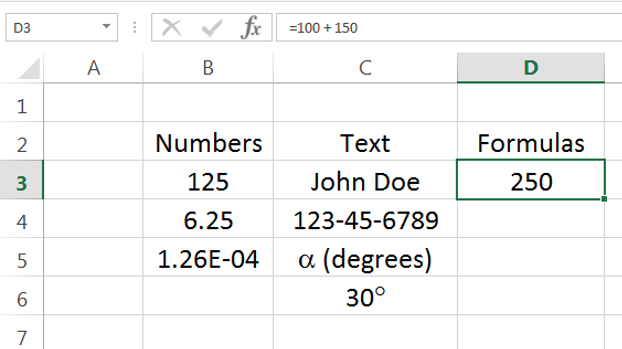 D3 fx =100 + 150
A B C D
1
2 Numbers Text Formulas
3 125 John Doe 250
4 6.25 123-45-6789
5 1.26E-04 α (degrees)
6 30°
7